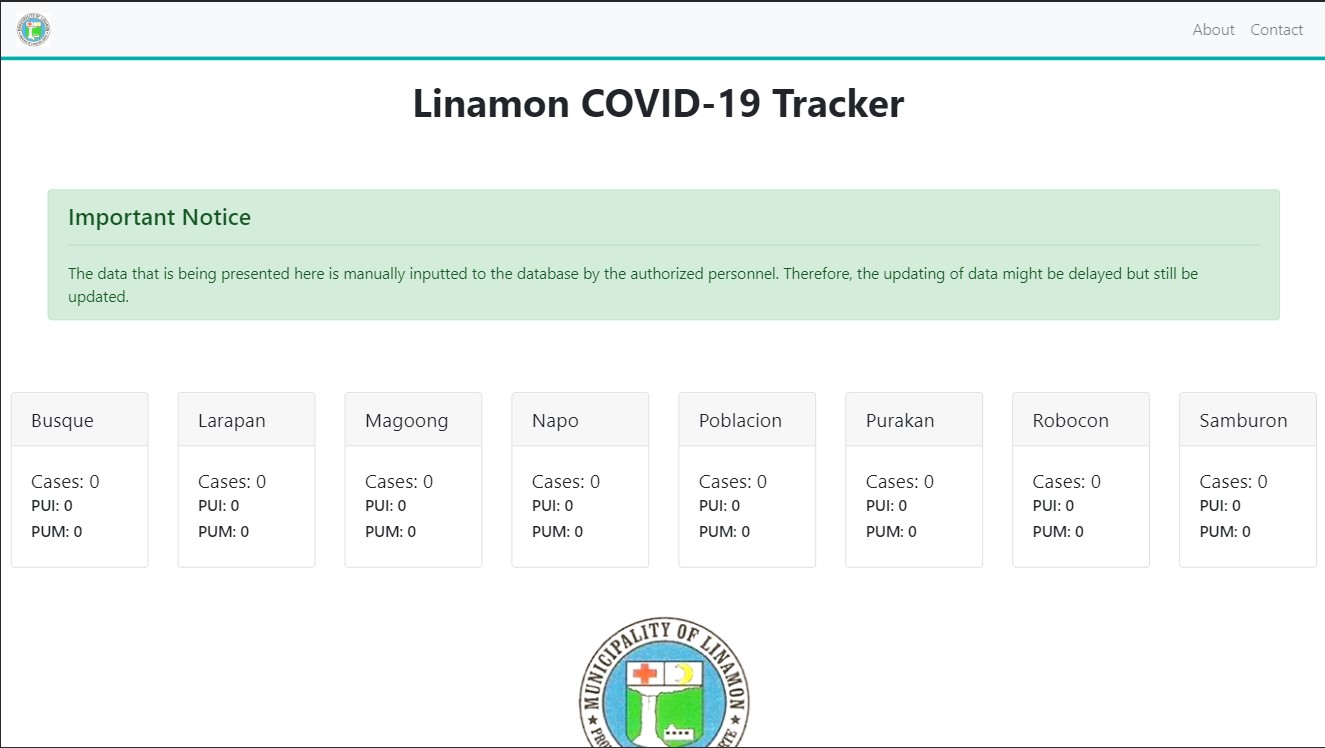 About Contact
Linamon COVID-19 Tracker
Important Notice
The data that is being presented here is manually inputted to the database by the authorized personnel. Therefore, the updating of data might be delayed but still be
updated.
Busque Larapan Magoong Napo Poblacion Purakan Robocon Samburon
Cases: 0 Cases: 0 Cases: 0 Cases: 0 Cases: 0 Cases: 0 Cases: 0 Cases: 0
PUI: 0 PUI: 0 PUI: 0 PUI: 0 PUI: 0 PUI: 0 PUI: 0 PUI: 0
PUM: 0 PUM: 0 PUM: 0 PUM: 0 PUM: 0 PUM: 0 PUM: 0 PUM: 0
MUNICIPALITY OF LINAMON